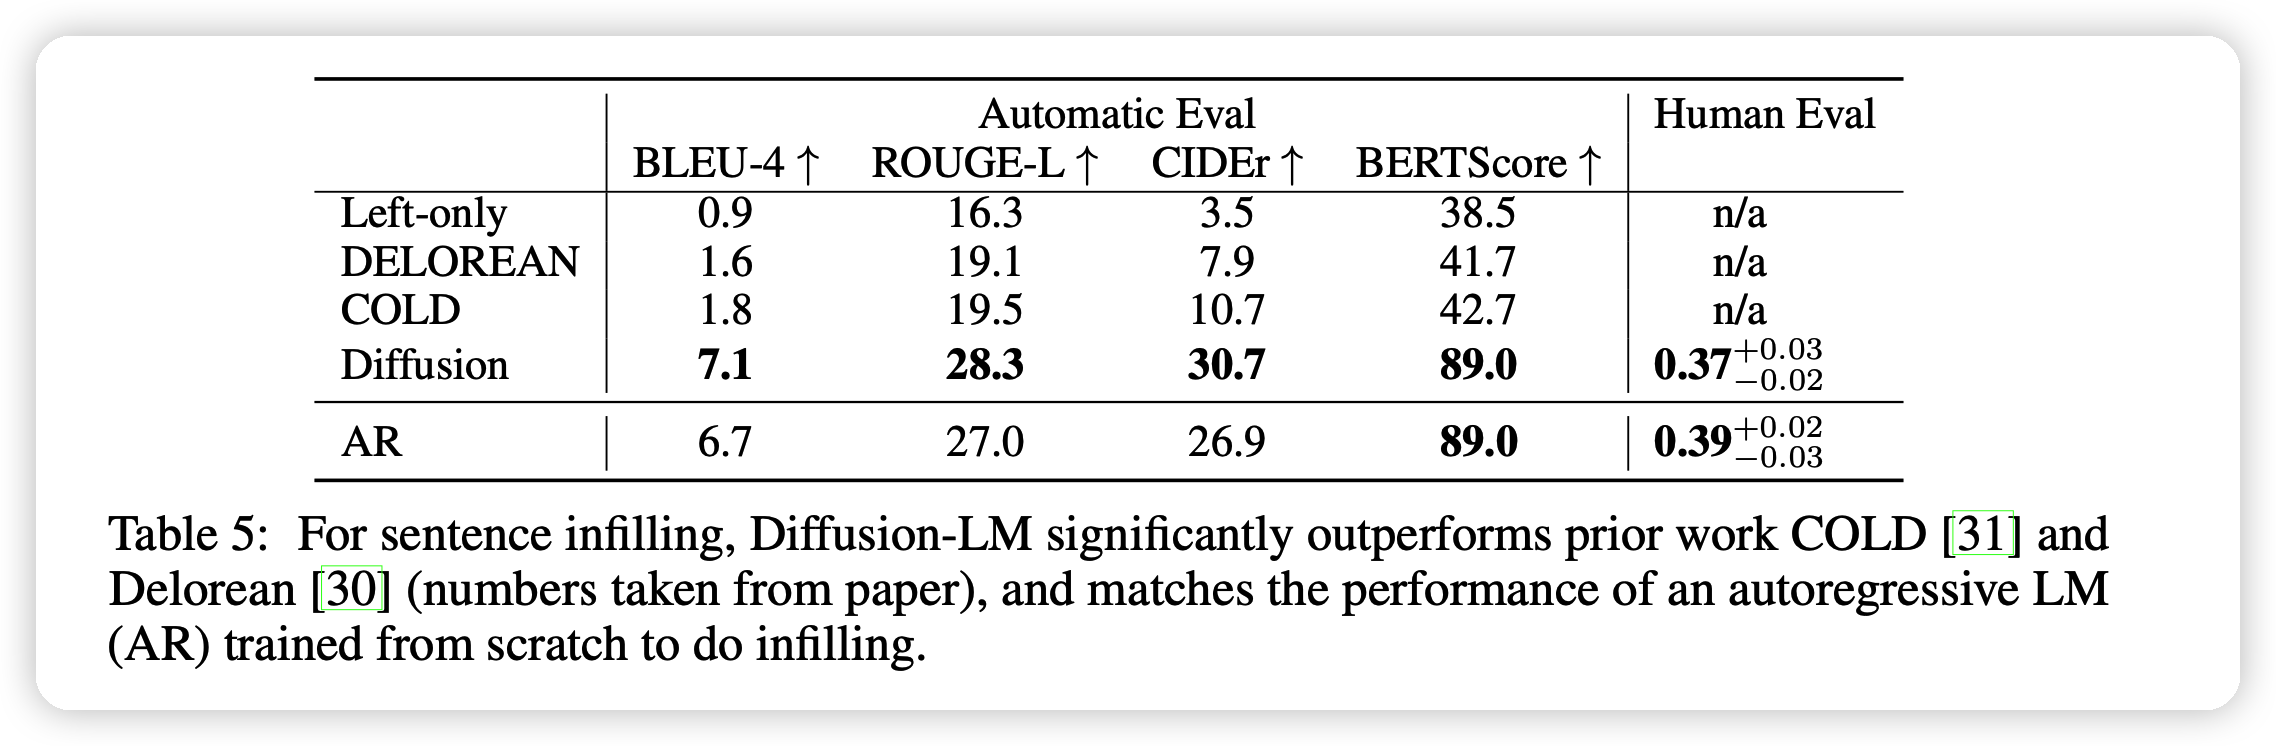 Automatic Eval Human Eval
BLEU-4 ↑ ROUGE-L ↑ CIDEr ↑ BERTScore ↑
Left-only 0.9 16.3 3.5 38.5 n/a
DELOREAN 1.6 19.1 7.9 41.7 n/a
COLD 1.8 19.5 10.7 42.7 n/a
Diffusion 7.1 28.3 30.7 89.0 0.37 +0.03 −0.02
AR 6.7 27.0 26.9 89.0 0.39 +0.02 −0.03
Table 5: For sentence infilling, Diffusion-LM significantly outperforms prior work COLD [31] and
Delorean [30] (numbers taken from paper), and matches the performance of an autoregressive LM
(AR) trained from scratch to do infilling.